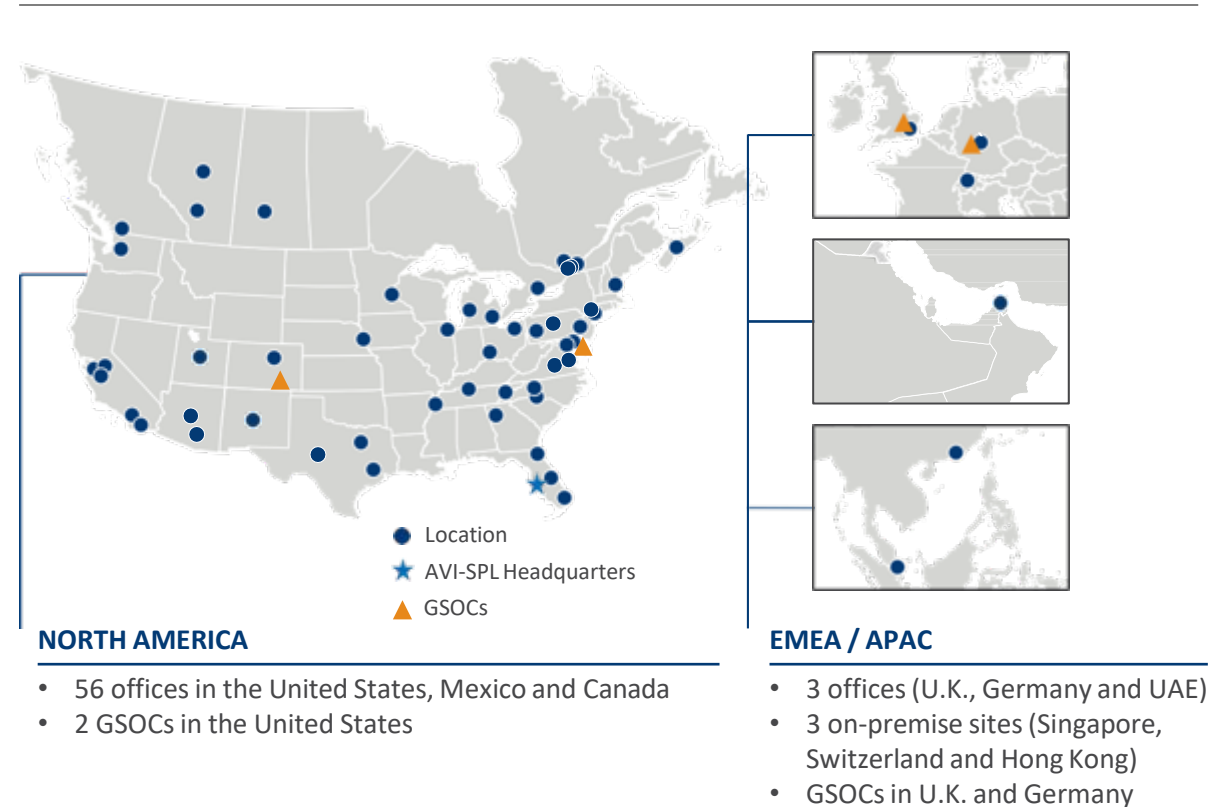 Location
AVI-SPL Headquarters
GSOCs
NORTH AMERICA
• 56 offices in the United States, Mexico and Canada
• 2 GSOCs in the United States
EMEA / APAC
• 3 offices (U.K., Germany and UAE)
• 3 on-premise sites (Singapore,
Switzerland and Hong Kong)
• GSOCs in U.K. and Germany